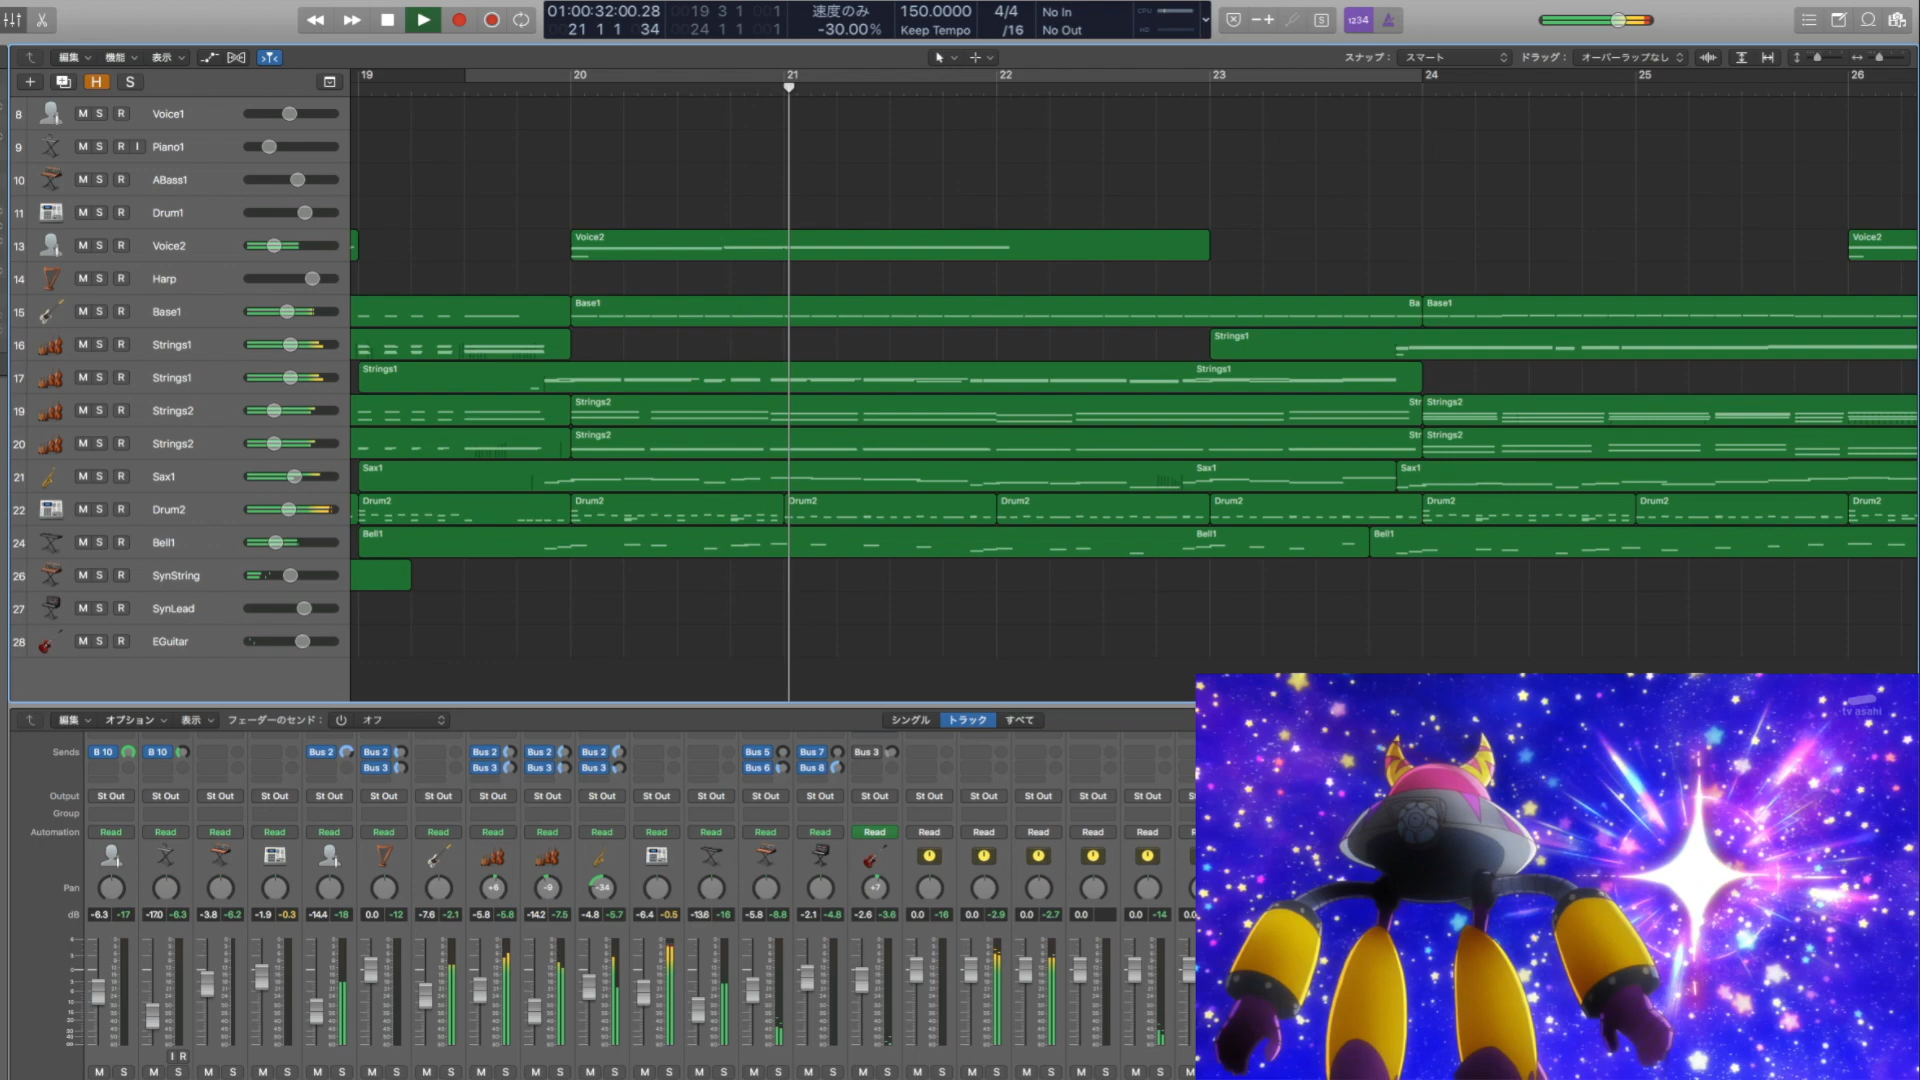 01:00:32:00.28 0019 3 1 001 速度のみ 150.0000 4/4 No In CPU
21 1 1 34 0024 1 1 001 -30.00% Keep Tempo /16 No Out HD
S 1234
編集 機能 表示 スナップ： スマート ドラッグ： オーバーラップなし
H S 19 20 21 22 23 24 25 26
8 M S R Voice1
9 M S R I Piano1
10 M S R ABass1
11 M S R Drum1
13 M S R Voice2 Voice2 Voice2
14 M S R Harp
15 M S R Base1 Base1 Ba Base1
16 M S R Strings1 Strings1
17 M S R Strings1 Strings1 Strings1
19 M S R Strings2 Strings2 Str Strings2
20 M S R Strings2 Strings2 Str Strings2
21 M S R Sax1 Sax1 Sax1 Sax1
22 M S R Drum2 Drum2 Drum2 Drum2 Drum2 Drum2 Drum2 Drum2 Drum2
24 M S R Bell1 Bell1 Bell1 Bell1
26 M S R SynString
27 M S R SynLead
28 M S R EGuitar
編集 オプション 表示 フェーダーのセンド： オフ シングル トラック すべて
Sends B 10 B 10 Bus 2 Bus 2 Bus 2 Bus 2 Bus 2 Bus 5 Bus 7 Bus 3
Bus 3 Bus 3 Bus 3 Bus 3 Bus 6 Bus 8
Output St Out St Out St Out St Out St Out St Out St Out St Out St Out St Out St Out St Out St Out St Out St Out St Out St Out St Out St Out St Out
Group
Automation Read Read Read Read Read Read Read Read Read Read Read Read Read Read Read Read Read Read Read Read
Pan +6 -9 -34 +7
dB -6.3 -17 -17.0 -6.3 -3.8 -6.2 -1.9 -0.3 -14.4 -18 0.0 -12 -7.6 -2.1 -5.8 -5.8 -14.2 -7.5 -4.8 -5.7 -6.4 -0.5 -13.6 -16 -5.8 -8.8 -2.1 -4.8 -2.6 -3.6 0.0 -16 0.0 -2.9 0.0 -2.7 0.0 0.0 -14 0.0
I R
M S M S M S M S M S M S M S M S M S M S M S M S M S M S M S M S M S M S M S M S
tv asahi